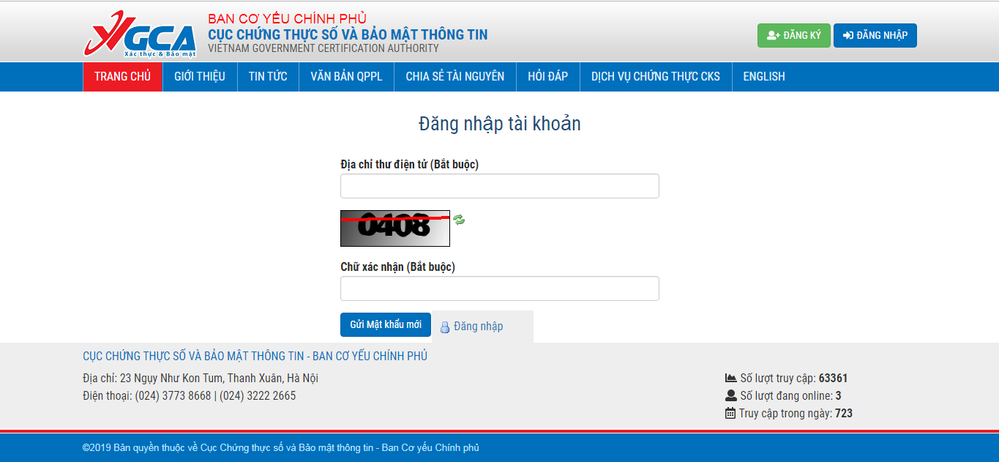 VGCA
Xác thực & Bảo mật
BAN CƠ YẾU CHÍNH PHỦ
CỤC CHỨNG THỰC SỐ VÀ BẢO MẬT THÔNG TIN
VIETNAM GOVERNMENT CERTIFICATION AUTHORITY
ĐĂNG KÝ
ĐĂNG NHẬP
TRANG CHỦ
GIỚI THIỆU
TIN TỨC
VĂN BẢN QPPL
CHIA SẺ TÀI NGUYÊN
HỎI ĐÁP
DỊCH VỤ CHỨNG THỰC CKS
ENGLISH
Đăng nhập tài khoản
Địa chỉ thư điện tử (Bắt buộc)
0408
Chữ xác nhận (Bắt buộc)
Gửi Mật khẩu mới
Đăng nhập
CỤC CHỨNG THỰC SỐ VÀ BẢO MẬT THÔNG TIN - BAN CƠ YẾU CHÍNH PHỦ
Địa chỉ: 23 Ngụy Như Kon Tum, Thanh Xuân, Hà Nội
Điện thoại: (024) 3773 8668 | (024) 3222 2665
Số lượt truy cập: 63361
Số lượt đang online: 3
Truy cập trong ngày: 723
©2019 Bản quyền thuộc về Cục Chứng thực số và Bảo mật thông tin - Ban Cơ yếu Chính phủ